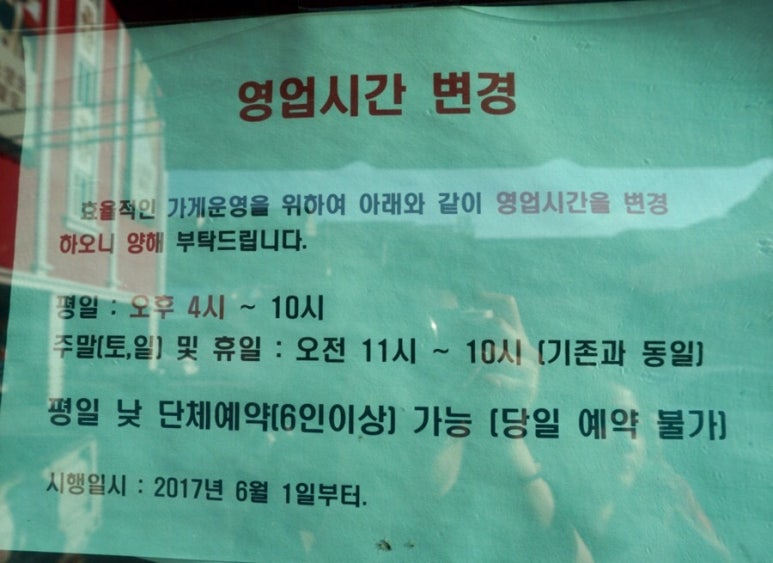 영업시간 변경
효율적인 가게운영을 위하여 아래와 같이 영업시간을 변경
하오니 양해 부탁드립니다.
평일 : 오후 4시 ~ 10시
주말(토,일) 및 휴일 : 오전 11시 ~ 10시 (기존과 동일)
평일 낮 단체예약(6인이상) 가능 (당일 예약 불가)
시행일시 : 2017년 6월 1일부터.